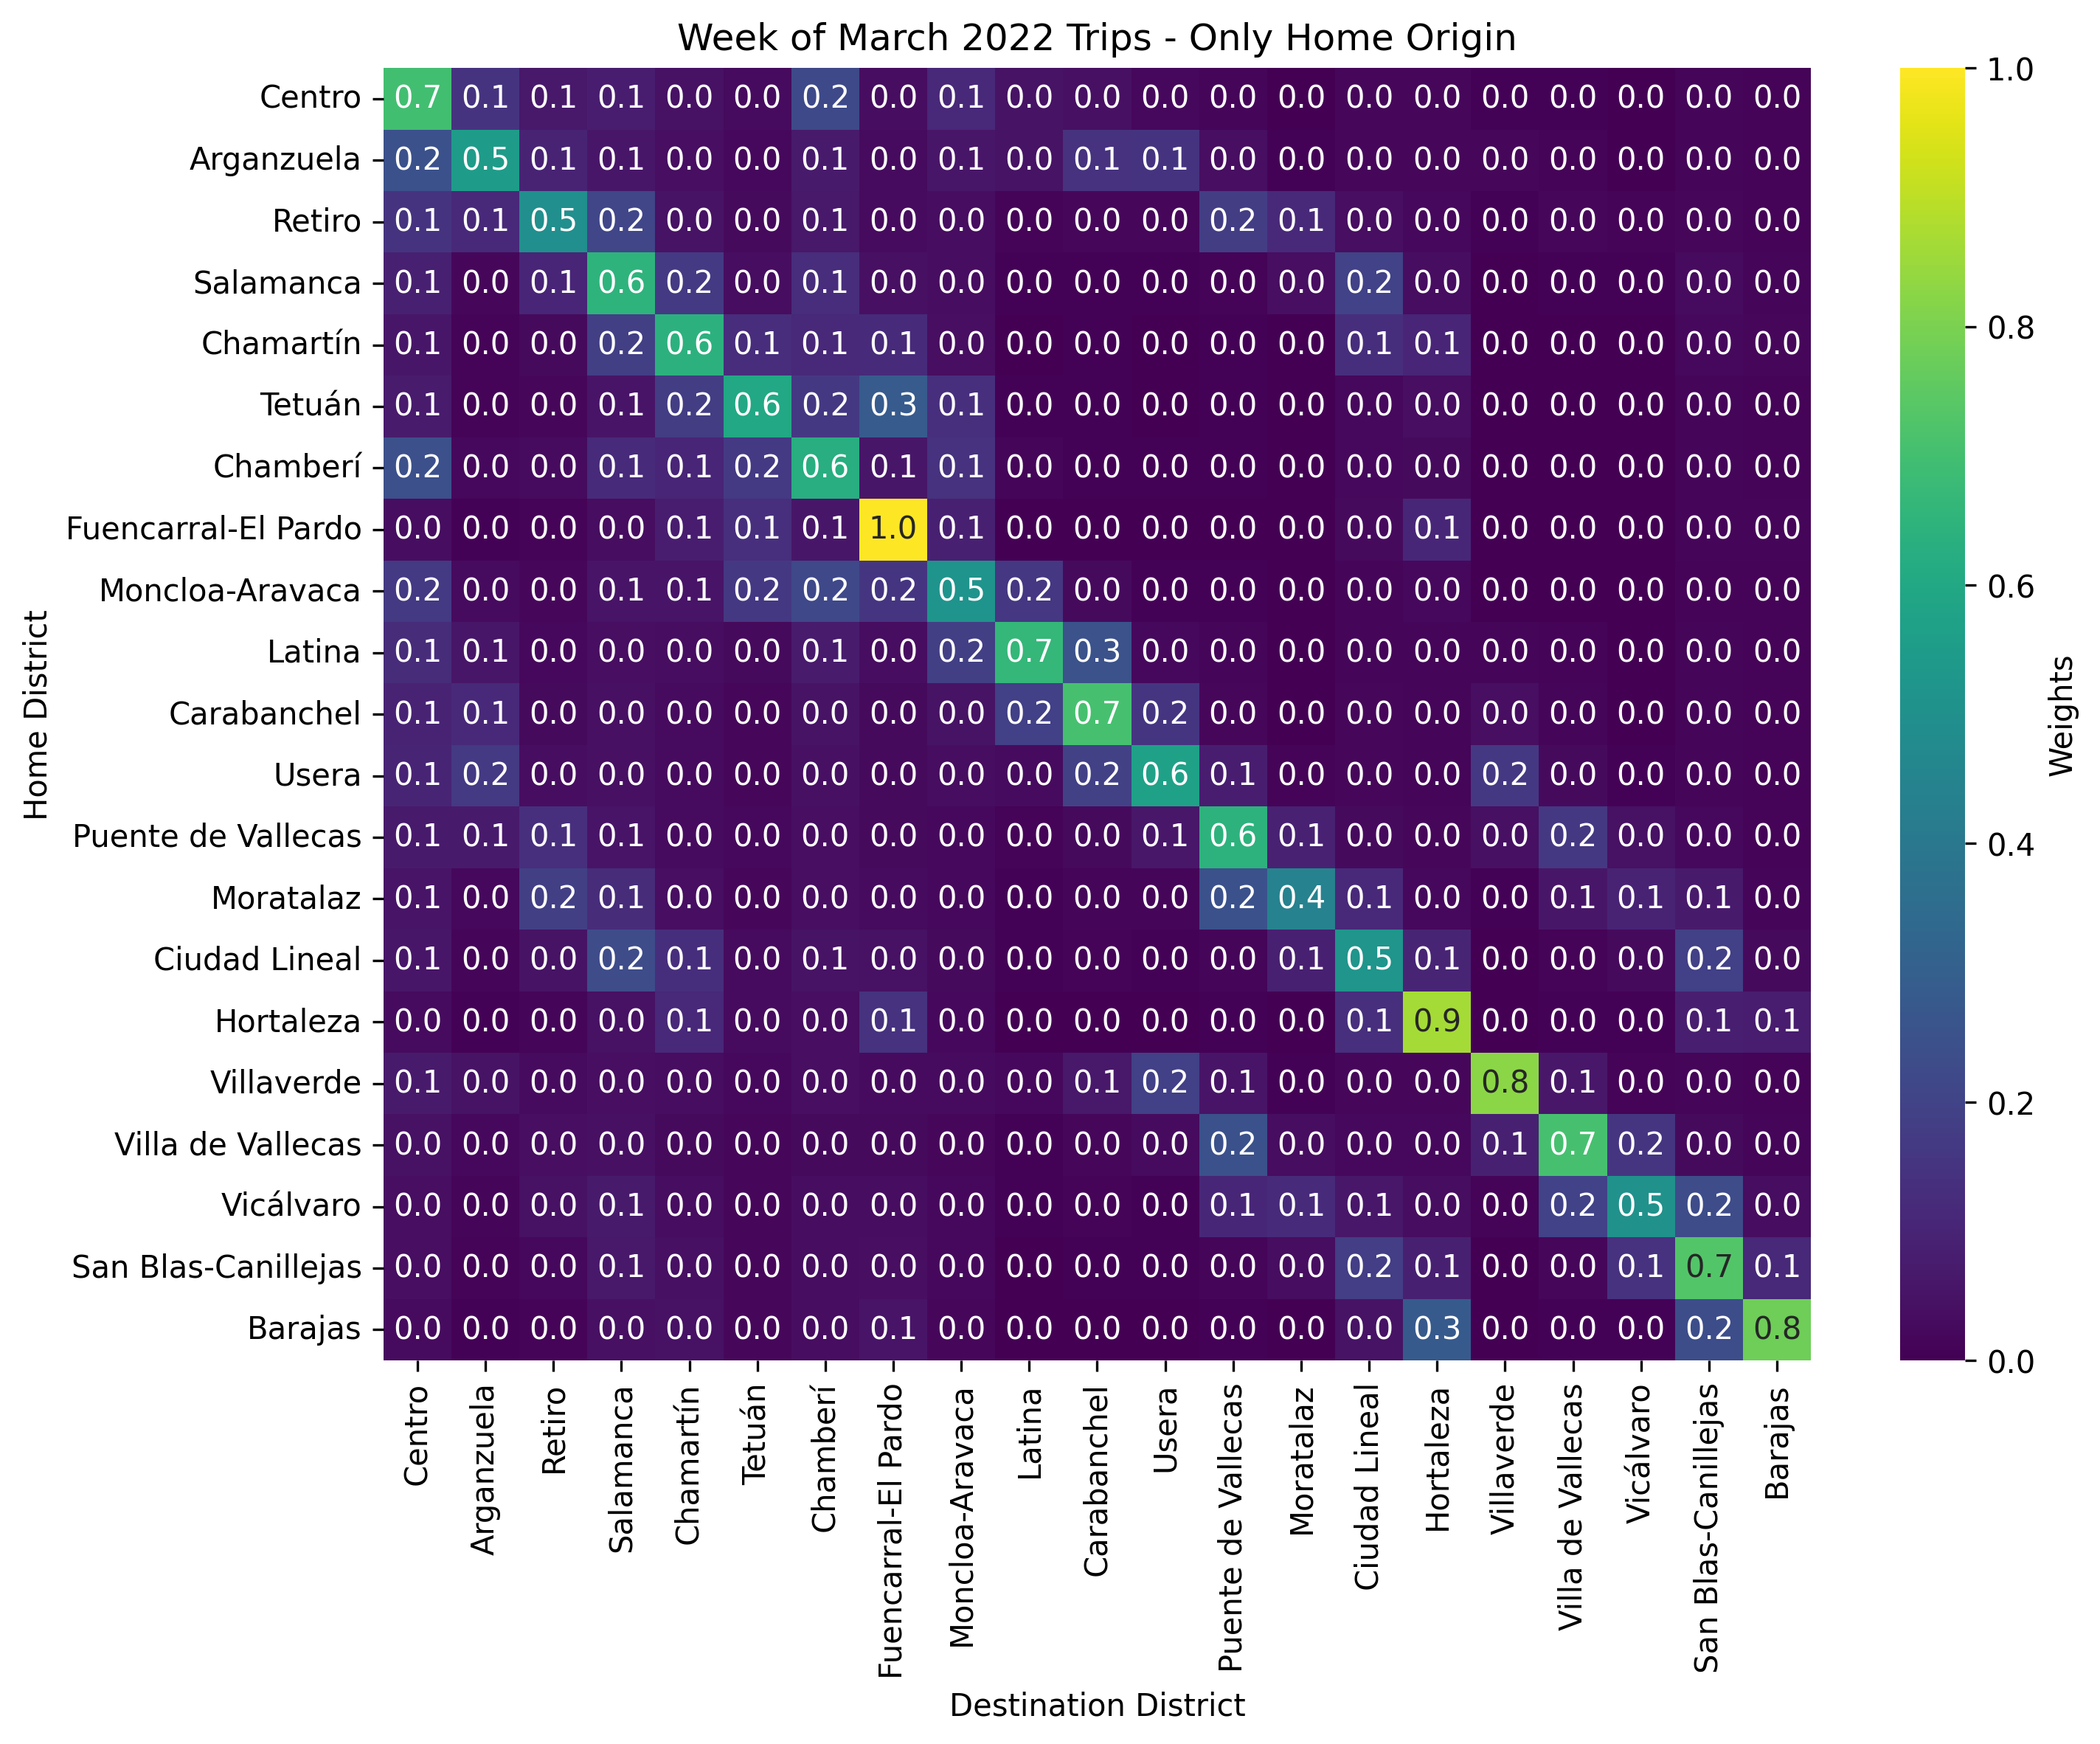 Week of March 2022 Trips - Only Home Origin
Centro 0.7 0.1 0.1 0.1 0.0 0.0 0.2 0.0 0.1 0.0 0.0 0.0 0.0 0.0 0.0 0.0 0.0 0.0 0.0 0.0 0.0
Arganzuela 0.2 0.5 0.1 0.1 0.0 0.0 0.1 0.0 0.1 0.0 0.1 0.1 0.0 0.0 0.0 0.0 0.0 0.0 0.0 0.0 0.0
Retiro 0.1 0.1 0.5 0.2 0.0 0.0 0.1 0.0 0.0 0.0 0.0 0.0 0.2 0.1 0.0 0.0 0.0 0.0 0.0 0.0 0.0
Salamanca 0.1 0.0 0.1 0.6 0.2 0.0 0.1 0.0 0.0 0.0 0.0 0.0 0.0 0.0 0.2 0.0 0.0 0.0 0.0 0.0 0.0
Chamartín 0.1 0.0 0.0 0.2 0.6 0.1 0.1 0.1 0.0 0.0 0.0 0.0 0.0 0.0 0.1 0.1 0.0 0.0 0.0 0.0 0.0
Tetuán 0.1 0.0 0.0 0.1 0.2 0.6 0.2 0.3 0.1 0.0 0.0 0.0 0.0 0.0 0.0 0.0 0.0 0.0 0.0 0.0 0.0
Chamberí 0.2 0.0 0.0 0.1 0.1 0.2 0.6 0.1 0.1 0.0 0.0 0.0 0.0 0.0 0.0 0.0 0.0 0.0 0.0 0.0 0.0
Fuencarral-El Pardo 0.0 0.0 0.0 0.0 0.1 0.1 0.1 1.0 0.1 0.0 0.0 0.0 0.0 0.0 0.0 0.1 0.0 0.0 0.0 0.0 0.0
Moncloa-Aravaca 0.2 0.0 0.0 0.1 0.1 0.2 0.2 0.2 0.5 0.2 0.0 0.0 0.0 0.0 0.0 0.0 0.0 0.0 0.0 0.0 0.0
Latina 0.1 0.1 0.0 0.0 0.0 0.0 0.1 0.0 0.2 0.7 0.3 0.0 0.0 0.0 0.0 0.0 0.0 0.0 0.0 0.0 0.0
Carabanchel 0.1 0.1 0.0 0.0 0.0 0.0 0.0 0.0 0.0 0.2 0.7 0.2 0.0 0.0 0.0 0.0 0.0 0.0 0.0 0.0 0.0
Usera 0.1 0.2 0.0 0.0 0.0 0.0 0.0 0.0 0.0 0.0 0.2 0.6 0.1 0.0 0.0 0.0 0.2 0.0 0.0 0.0 0.0
Puente de Vallecas 0.1 0.1 0.1 0.1 0.0 0.0 0.0 0.0 0.0 0.0 0.0 0.1 0.6 0.1 0.0 0.0 0.0 0.2 0.0 0.0 0.0
Moratalaz 0.1 0.0 0.2 0.1 0.0 0.0 0.0 0.0 0.0 0.0 0.0 0.0 0.2 0.4 0.1 0.0 0.0 0.1 0.1 0.1 0.0
Ciudad Lineal 0.1 0.0 0.0 0.2 0.1 0.0 0.1 0.0 0.0 0.0 0.0 0.0 0.0 0.1 0.5 0.1 0.0 0.0 0.0 0.2 0.0
Hortaleza 0.0 0.0 0.0 0.0 0.1 0.0 0.0 0.1 0.0 0.0 0.0 0.0 0.0 0.0 0.1 0.9 0.0 0.0 0.0 0.1 0.1
Villaverde 0.1 0.0 0.0 0.0 0.0 0.0 0.0 0.0 0.0 0.0 0.1 0.2 0.1 0.0 0.0 0.0 0.8 0.1 0.0 0.0 0.0
Villa de Vallecas 0.0 0.0 0.0 0.0 0.0 0.0 0.0 0.0 0.0 0.0 0.0 0.0 0.2 0.0 0.0 0.0 0.1 0.7 0.2 0.0 0.0
Vicálvaro 0.0 0.0 0.0 0.1 0.0 0.0 0.0 0.0 0.0 0.0 0.0 0.0 0.1 0.1 0.1 0.0 0.0 0.2 0.5 0.2 0.0
San Blas-Canillejas 0.0 0.0 0.0 0.1 0.0 0.0 0.0 0.0 0.0 0.0 0.0 0.0 0.0 0.0 0.2 0.1 0.0 0.0 0.1 0.7 0.1
Barajas 0.0 0.0 0.0 0.0 0.0 0.0 0.0 0.1 0.0 0.0 0.0 0.0 0.0 0.0 0.0 0.3 0.0 0.0 0.0 0.2 0.8
Home District
Centro
Arganzuela
Retiro
Salamanca
Chamartín
Tetuán
Chamberí
Fuencarral-El Pardo
Moncloa-Aravaca
Latina
Carabanchel
Usera
Puente de Vallecas
Moratalaz
Ciudad Lineal
Hortaleza
Villaverde
Villa de Vallecas
Vicálvaro
San Blas-Canillejas
Barajas
Destination District
1.0
0.8
0.6
0.4
0.2
0.0
Weights